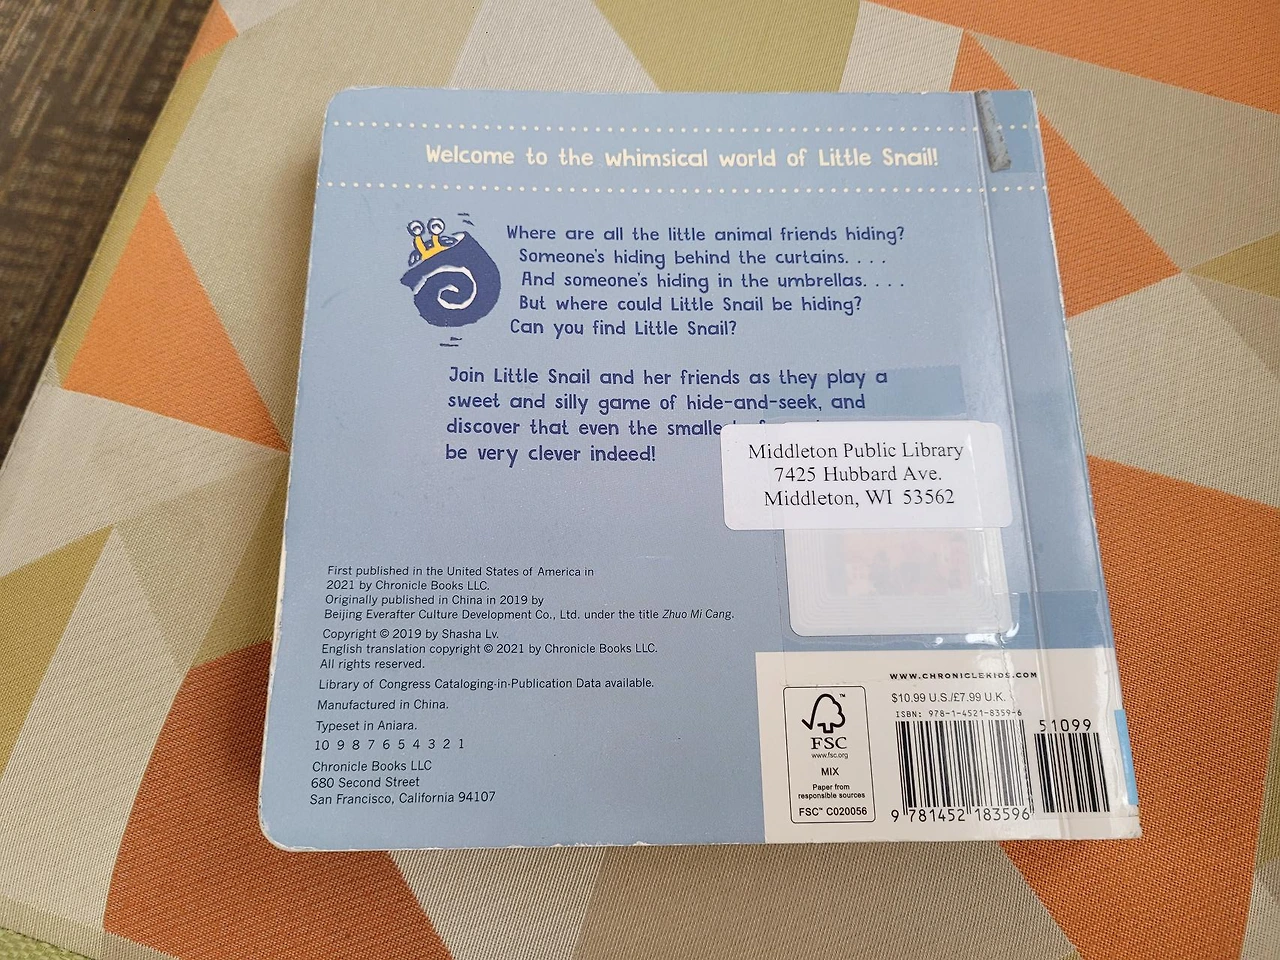 Welcome to the whimsical world of Little Snail!
Where are all the little animal friends hiding?
Someone's hiding behind the curtains. . . .
And someone's hiding in the umbrellas. . . .
But where could Little Snail be hiding?
Can you find Little Snail?
Join Little Snail and her friends as they play a
sweet and silly game of hide-and-seek, and
discover that even the smallest
be very clever indeed!
Middleton Public Library
7425 Hubbard Ave.
Middleton, WI 53562
First published in the United States of America in
2021 by Chronicle Books LLC.
Originally published in China in 2019 by
Beijing Everafter Culture Development Co., Ltd. under the title Zhuo Mi Cang.
Copyright © 2019 by Shasha Lv.
English translation copyright © 2021 by Chronicle Books LLC.
All rights reserved.
Library of Congress Cataloging-in-Publication Data available.
Manufactured in China.
Typeset in Aniara.
10 9 8 7 6 5 4 3 2 1
Chronicle Books LLC
680 Second Street
San Francisco, California 94107
FSC
www.fsc.org
MIX
Paper from
responsible sources
FSC™ C020056
WWW.CHRONICLEKIDS.COM
$10.99 U.S./£7.99 U.K.
ISBN: 978-1-4521-8359-6
51099
9 781452 183596